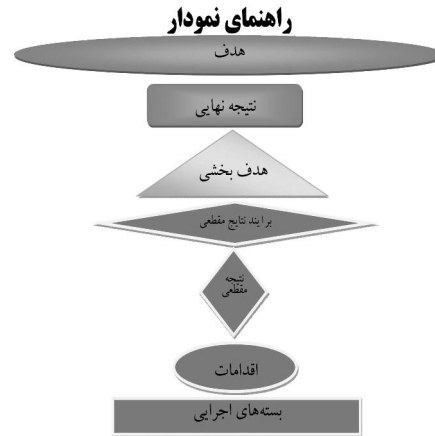 راهنمای نمودار
هدف
نتیجه نهایی
هدف بخشی
برایند نتایج مقطعی
نتیجه
مقطعی
اقدامات
بسته‌های اجرایی